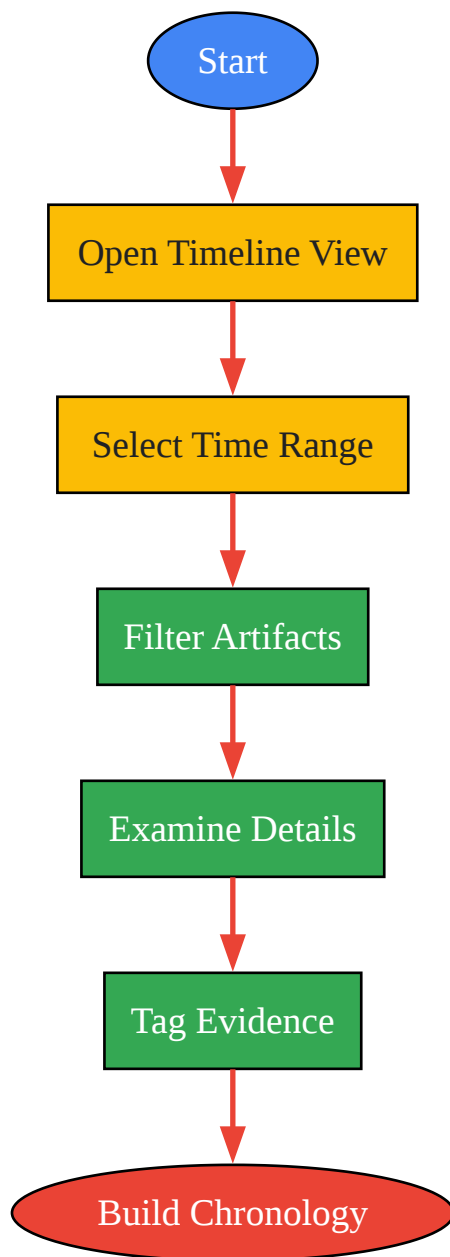 Start
Open Timeline View
Select Time Range
Filter Artifacts
Examine Details
Tag Evidence
Build Chronology